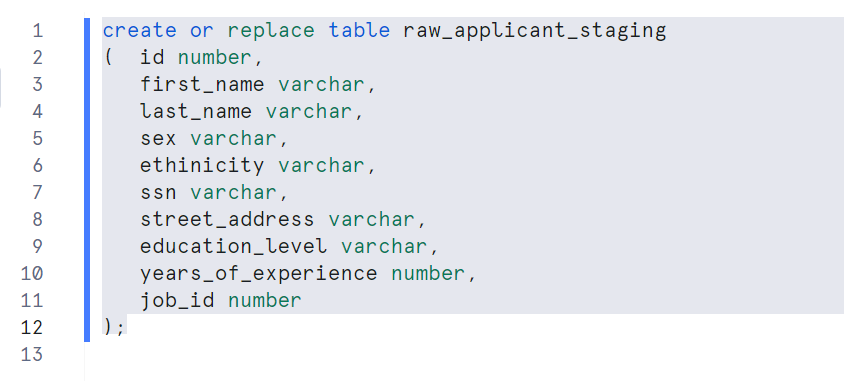 1 create or replace table raw_applicant_staging
2 ( id number,
3 first_name varchar,
4 last_name varchar,
5 sex varchar,
6 ethinicity varchar,
7 ssn varchar,
8 street_address varchar,
9 education_level varchar,
10 years_of_experience number,
11 job_id number
12 );
13